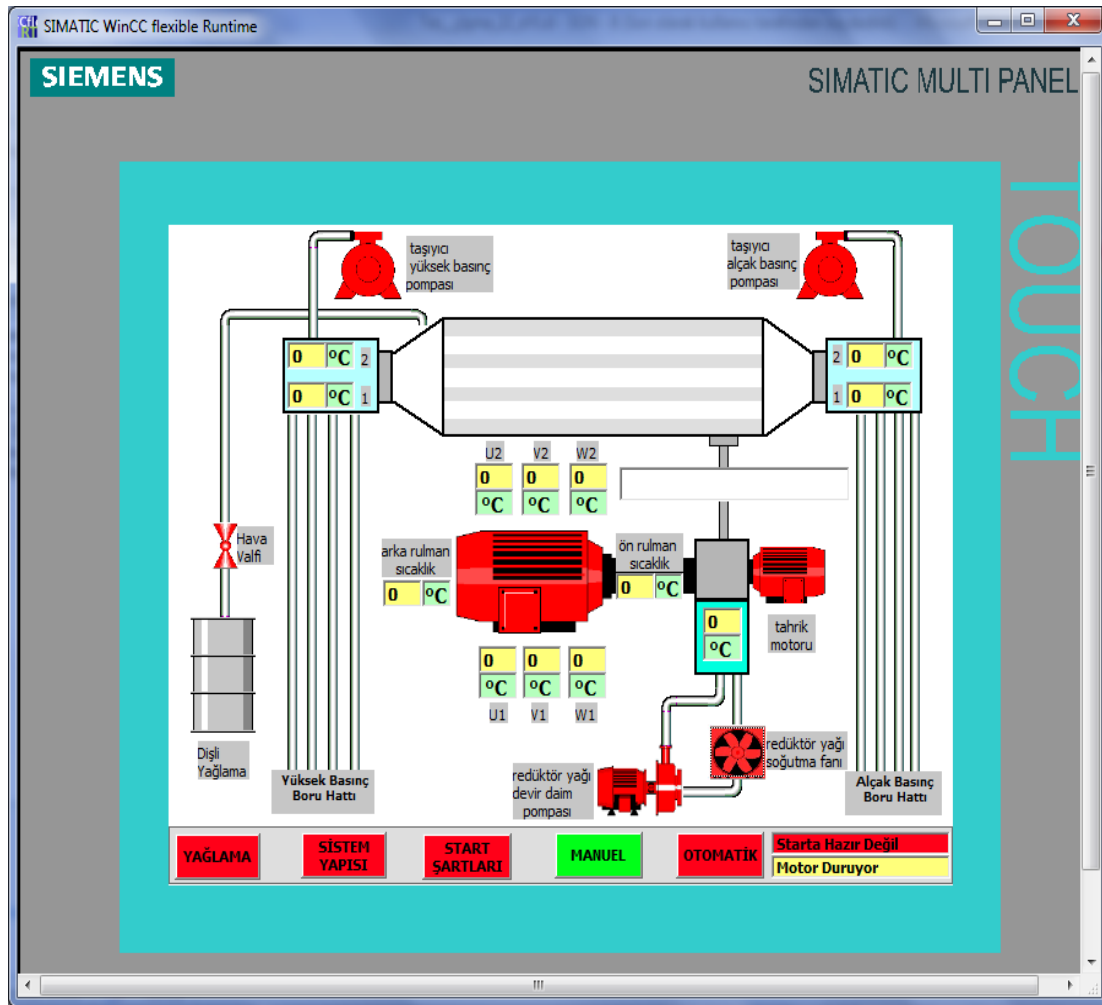 SIMATIC WinCC flexible Runtime
SIEMENS
SIMATIC MULTI PANEL
TOUCH
taşıyıcı
yüksek basınç
pompası
taşıyıcı
alçak basınç
pompası
0 ºC 2
0 ºC 1
2 0 ºC
1 0 ºC
U2 V2 W2
0 0 0
ºC ºC ºC
Hava
Valfi
arka rulman
sıcaklık
0 ºC
ön rulman
sıcaklık
0 ºC
0
ºC
tahrik
motoru
0 0 0
ºC ºC ºC
U1 V1 W1
Dişli
Yağlama
Yüksek Basınç
Boru Hattı
redüktör yağı
devir daim
pompası
redüktör yağı
soğutma fanı
Alçak Basınç
Boru Hattı
YAĞLAMA
SİSTEM
YAPISI
START
ŞARTLARI
MANUEL
OTOMATİK
Starta Hazır Değil
Motor Duruyor